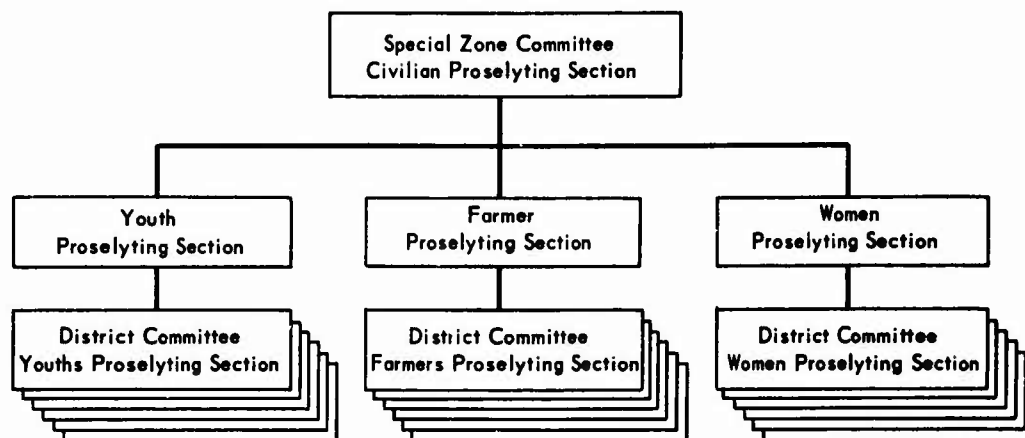 Special Zone Committee
Civilian Proselyting Section
Youth
Proselyting Section
Farmer
Proselyting Section
Women
Proselyting Section
District Committee
Youths Proselyting Section
District Committee
Farmers Proselyting Section
District Committee
Women Proselyting Section